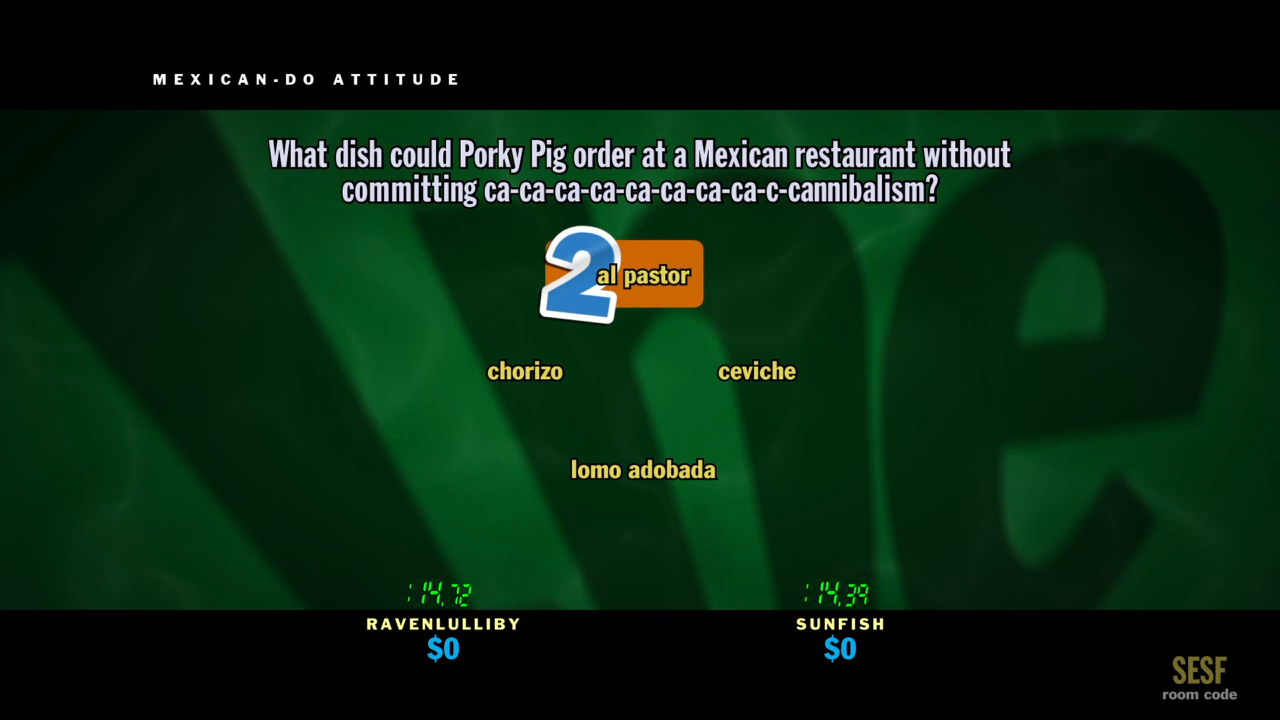 MEXICAN-DO ATTITUDE
What dish could Porky Pig order at a Mexican restaurant without
committing ca-ca-ca-ca-ca-ca-ca-ca-c-cannibalism?
2 al pastor
chorizo
ceviche
lomo adobada
:14.72
:14.39
RAVENLULLIBY
SUNFISH
$0
$0
SESF
room code